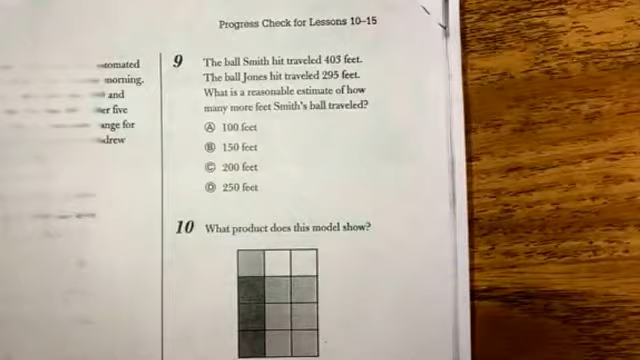 Progress Check for Lessons 10–15
morning.
and
five
ange for
drew
9 The ball Smith hit traveled 403 feet.
The ball Jones hit traveled 295 feet.
What is a reasonable estimate of how
many more feet Smith's ball traveled?
A 100 feet
B 150 feet
C 200 feet
D 250 feet
10 What product does this model show?